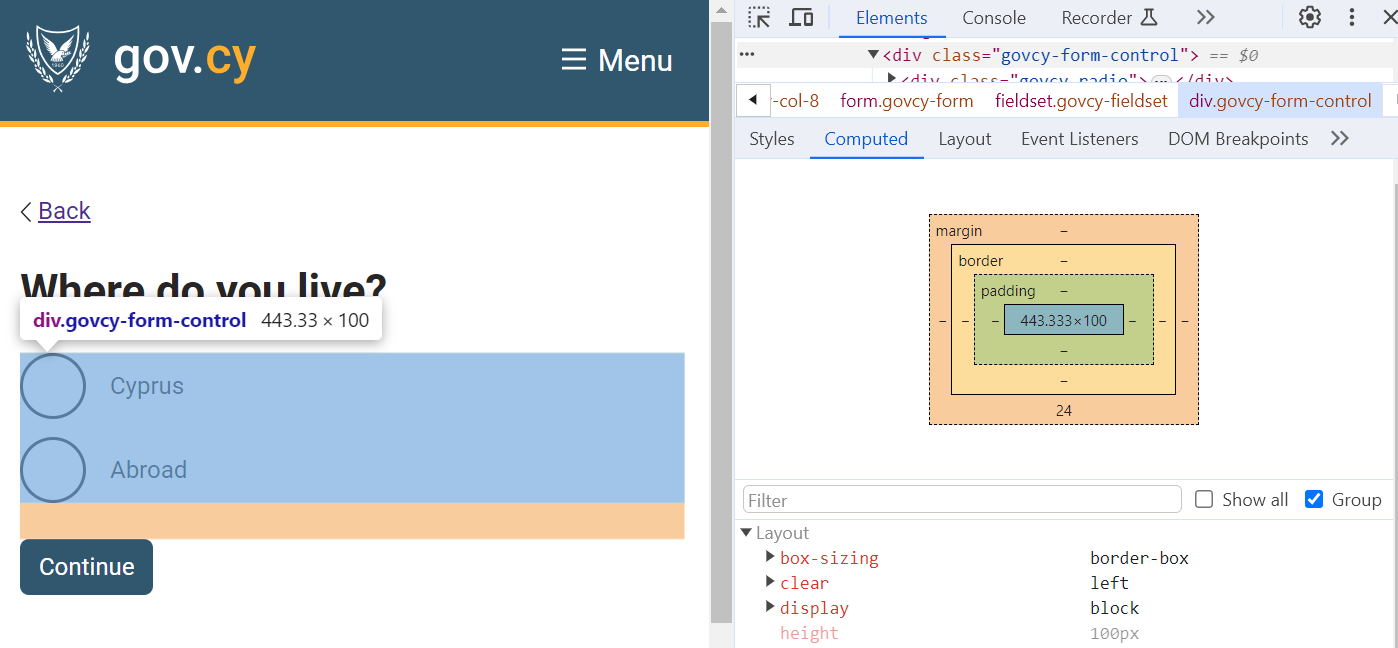 gov.cy
Menu
Back
Where do you live?
div.govcy-form-control 443.33 × 100
Cyprus
Abroad
Continue
Elements Console Recorder
<div class="govcy-form-control"> == $0
<div class="govcy-radio"> </div>
-col-8 form.govcy-form fieldset.govcy-fieldset div.govcy-form-control
Styles Computed Layout Event Listeners DOM Breakpoints
margin –
border –
padding –
– – – 443.333×100 – – –
–
–
24
Filter Show all Group
Layout
box-sizing border-box
clear left
display block
height 100px